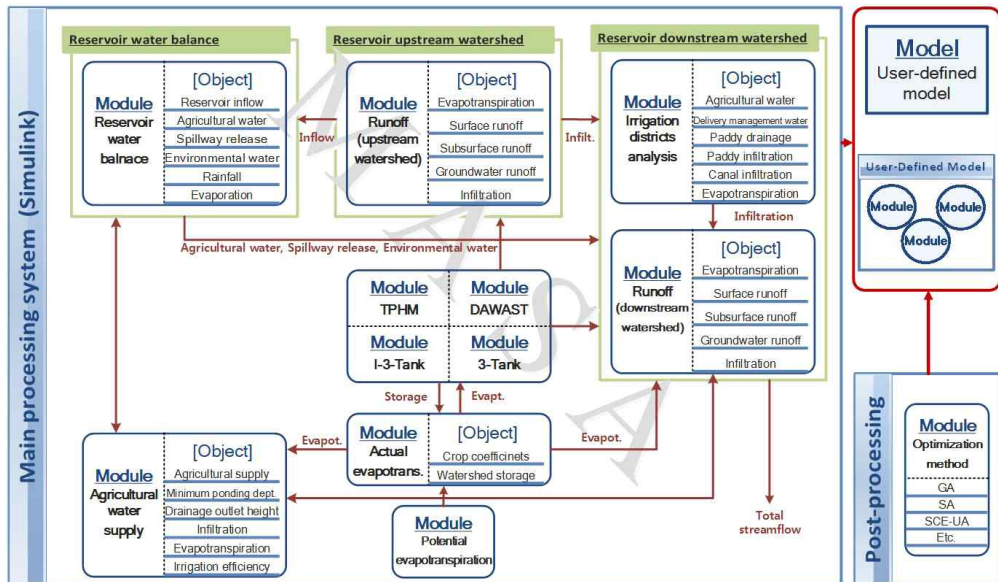 Main processing system (Simulink)
Reservoir water balance
Module
Reservoir
water
balnace
[Object]
Reservoir inflow
Agricultural water
Spillway release
Environmental water
Rainfall
Evaporation
Inflow
Reservoir upstream watershed
Module
Runoff
(upstream
watershed)
[Object]
Evapotranspiration
Surface runoff
Subsurface runoff
Groundwater runoff
Infiltration
Infilt.
Reservoir downstream watershed
Module
Irrigation
districts
analysis
[Object]
Agricultural water
Delivery management water
Paddy drainage
Paddy infiltration
Canal infiltration
Evapotranspiration
Infiltration
Agricultural water, Spillway release, Environmental water
Module
Runoff
(downstream
watershed)
[Object]
Evapotranspiration
Surface runoff
Subsurface runoff
Groundwater runoff
Infiltration
Module
TPHM
Module
DAWAST
Module
I-3-Tank
Module
3-Tank
Storage
Evapt.
Module
Actual
evapotrans.
[Object]
Crop coefficinets
Watershed storage
Evapot.
Evapot.
Module
Agricultural
water
supply
[Object]
Agricultural supply
Minimum ponding dept.
Drainage outlet height
Infiltration
Evapotranspiration
Irrigation efficiency
Module
Potential
evapotranspiration
Total
streamflow
Model
User-defined
model
User-Defined Model
Module
Module
Module
Post-processing
Module
Optimization
method
GA
SA
SCE-UA
Etc.
MASA